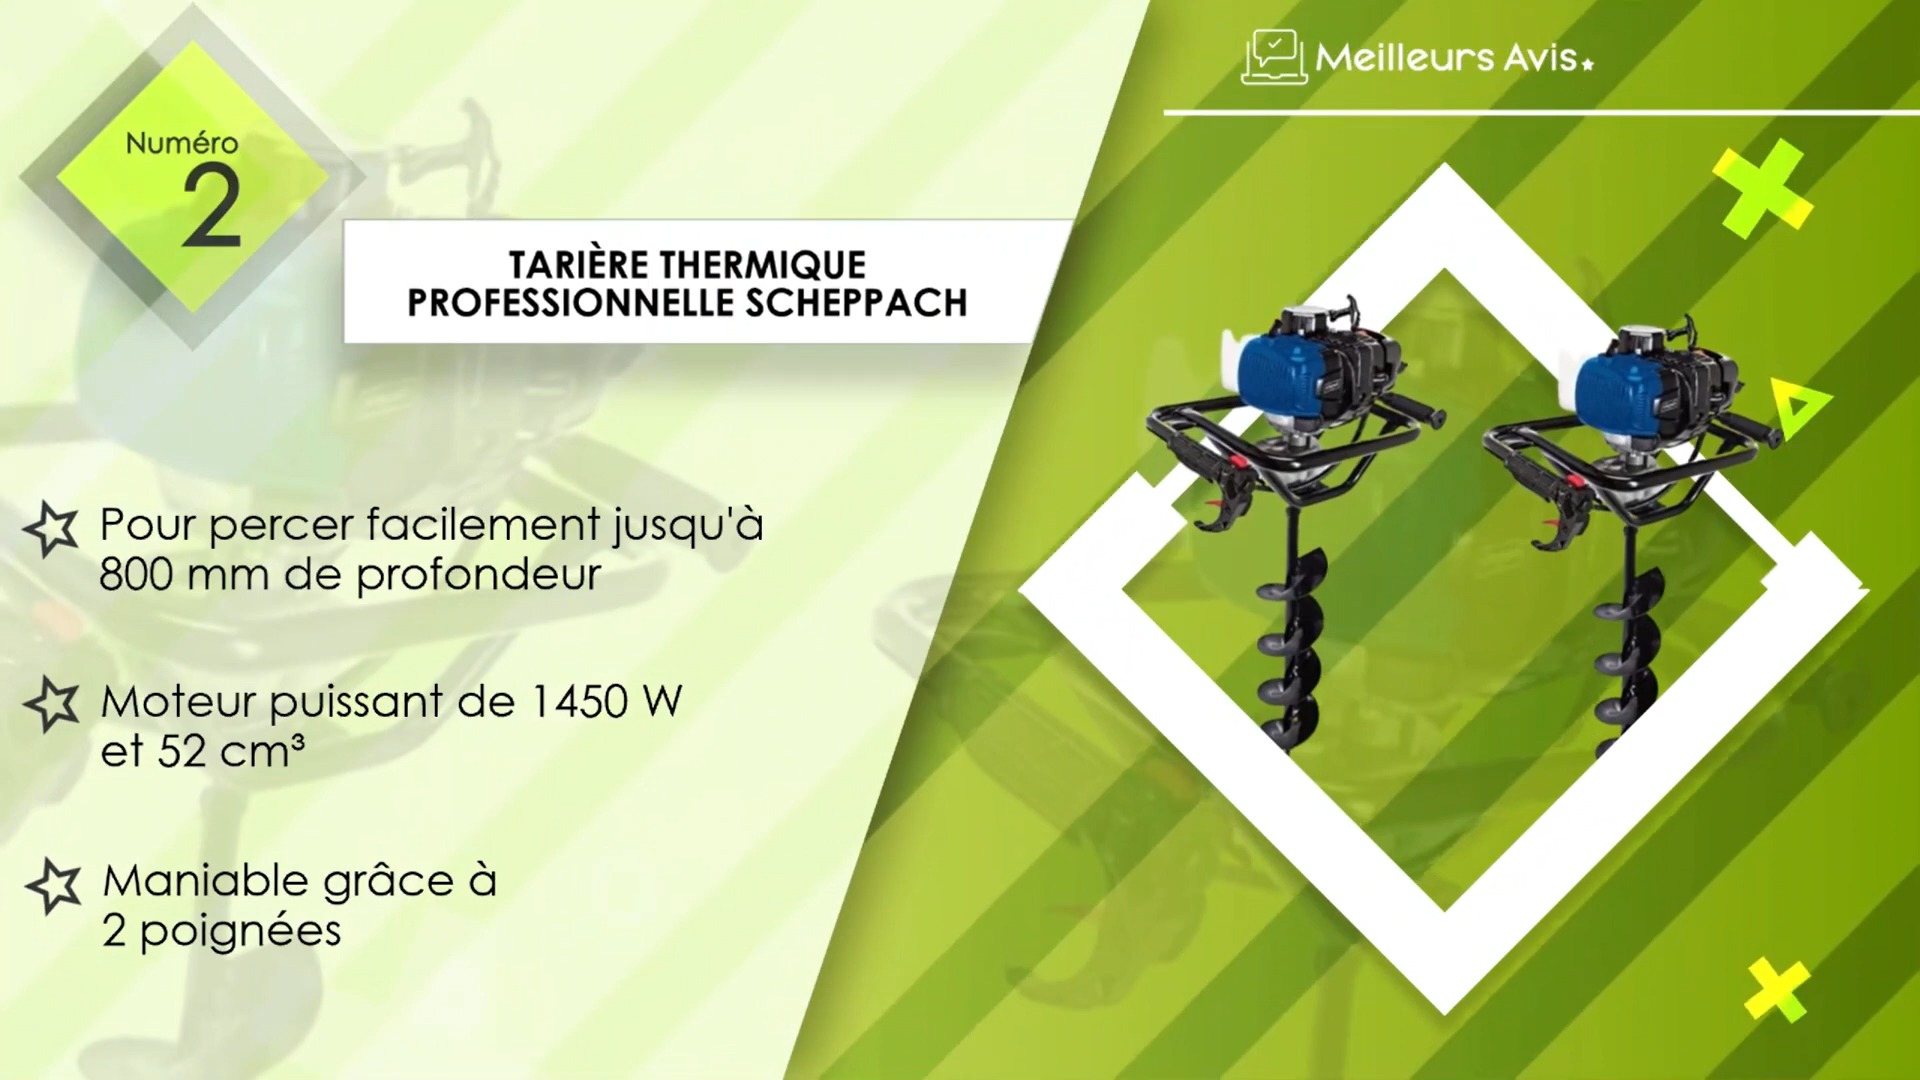 Numéro
2
Meilleurs Avis
TARIÈRE THERMIQUE
PROFESSIONNELLE SCHEPPACH
Pour percer facilement jusqu'à
800 mm de profondeur
Moteur puissant de 1450 W
et 52 cm³
Maniable grâce à
2 poignées